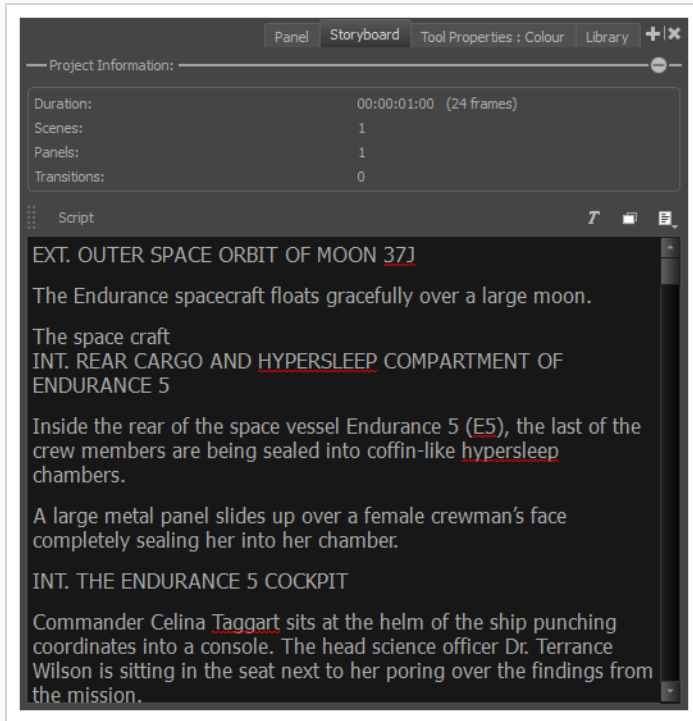 Panel Storyboard Tool Properties : Colour Library
Project Information:
Duration: 00:00:01:00 (24 frames)
Scenes: 1
Panels: 1
Transitions: 0
Script
EXT. OUTER SPACE ORBIT OF MOON 37J
The Endurance spacecraft floats gracefully over a large moon.
The space craft
INT. REAR CARGO AND HYPERSLEEP COMPARTMENT OF
ENDURANCE 5
Inside the rear of the space vessel Endurance 5 (E5), the last of the
crew members are being sealed into coffin-like hypersleep
chambers.
A large metal panel slides up over a female crewman's face
completely sealing her into her chamber.
INT. THE ENDURANCE 5 COCKPIT
Commander Celina Taggart sits at the helm of the ship punching
coordinates into a console. The head science officer Dr. Terrance
Wilson is sitting in the seat next to her poring over the findings from
the mission.